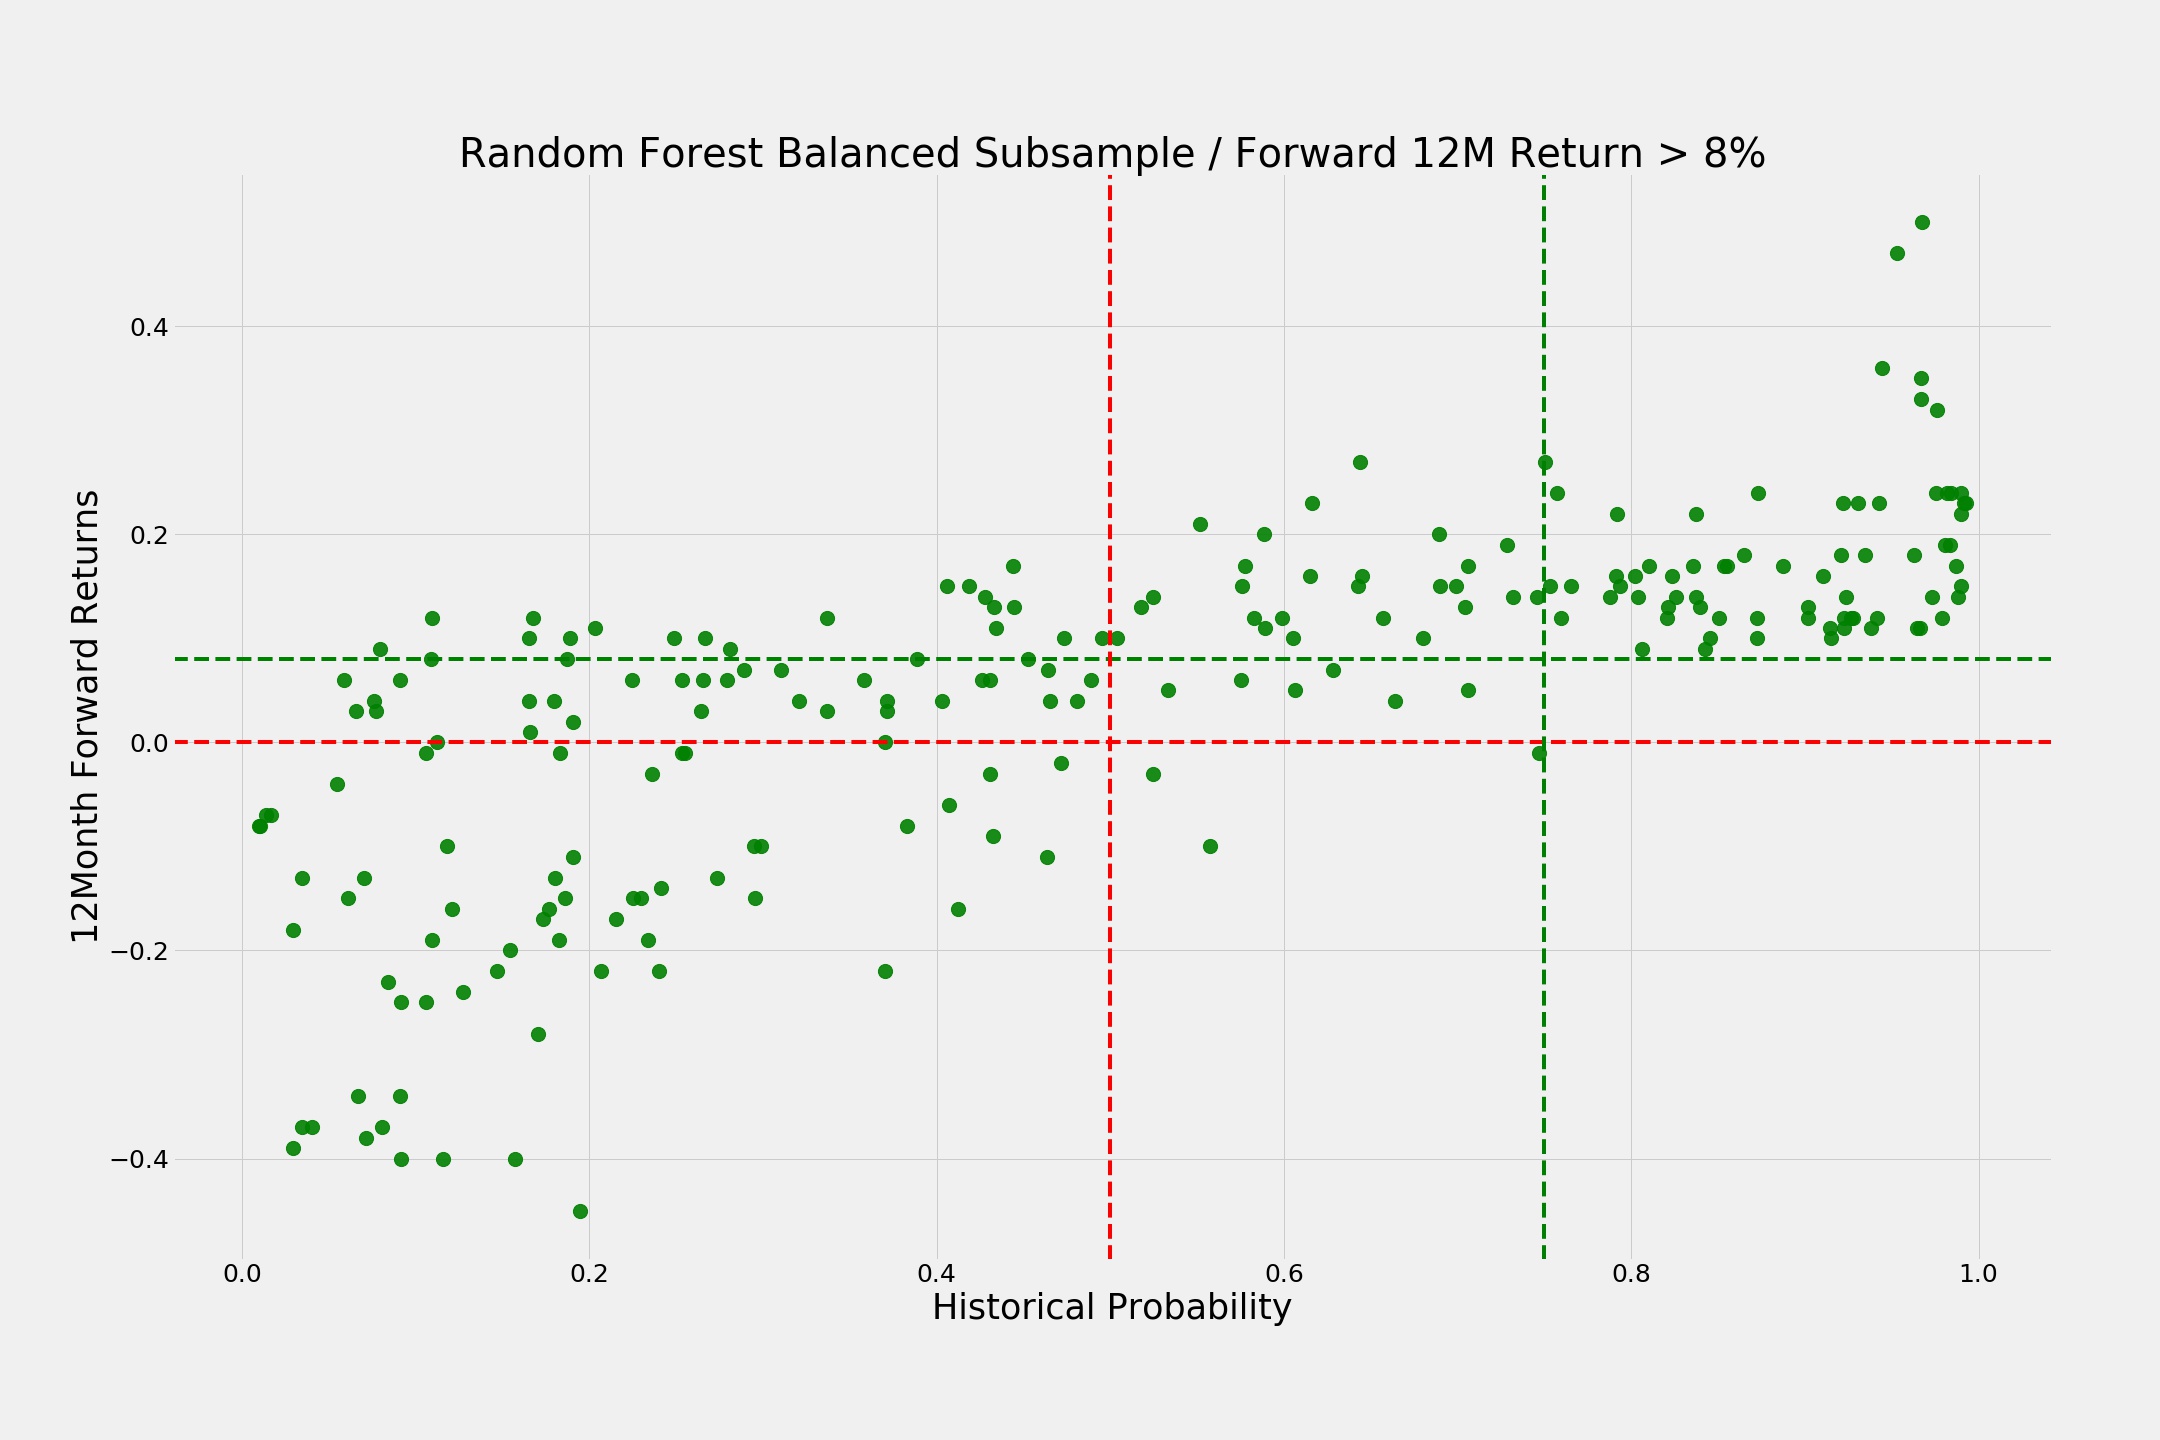 Random Forest Balanced Subsample / Forward 12M Return > 8%
12Month Forward Returns
0.4
0.2
0.0
−0.2
−0.4
0.0 0.2 0.4 0.6 0.8 1.0
Historical Probability